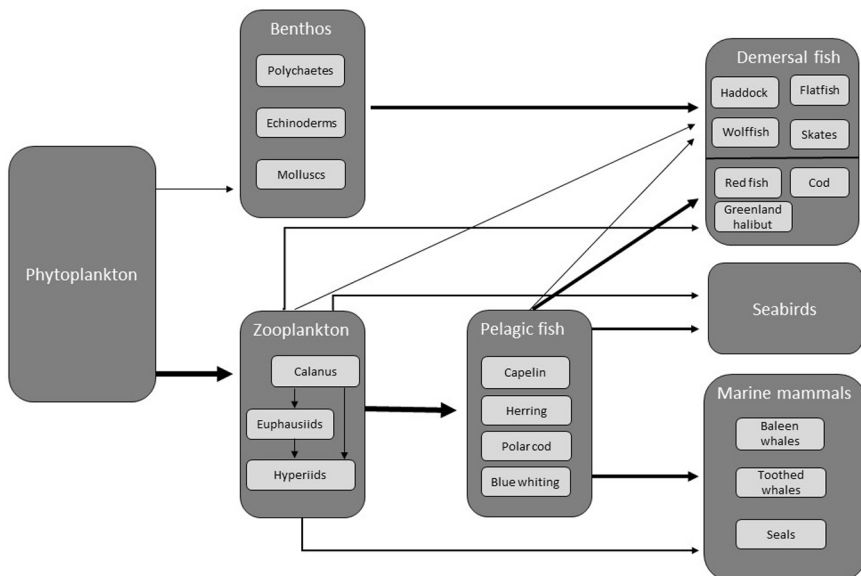 Benthos
Polychaetes
Echinoderms
Molluscs
Phytoplankton
Zooplankton
Calanus
Euphausiids
Hyperiids
Pelagic fish
Capelin
Herring
Polar cod
Blue whiting
Demersal fish
Haddock
Flatfish
Wolffish
Skates
Red fish
Cod
Greenland
halibut
Seabirds
Marine mammals
Baleen
whales
Toothed
whales
Seals